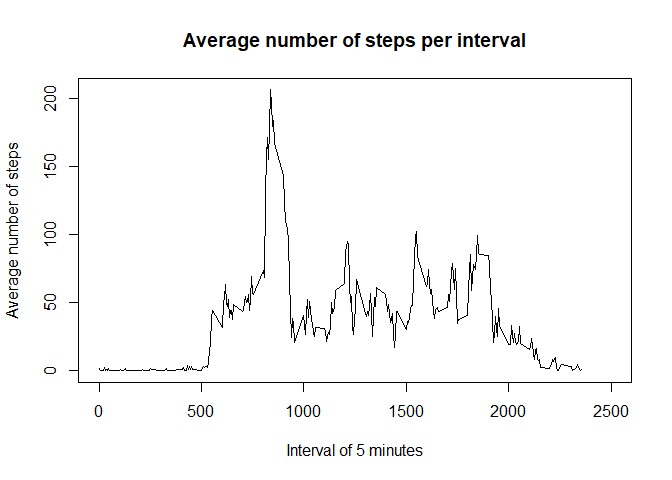 Average number of steps per interval
Average number of steps
200
150
100
50
0
0 500 1000 1500 2000 2500
Interval of 5 minutes